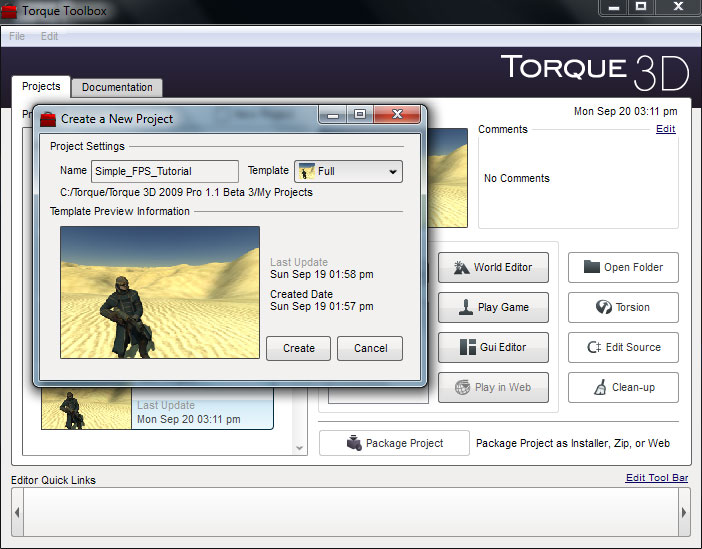 Torque Toolbox
File Edit
TORQUE 3D
Projects Documentation
Mon Sep 20 03:11 pm
Create a New Project
Project Settings
Name Simple_FPS_Tutorial Template Full
C:/Torque/Torque 3D 2009 Pro 1.1 Beta 3/My Projects
Template Preview Information
Last Update
Sun Sep 19 01:58 pm
Created Date
Sun Sep 19 01:57 pm
Create Cancel
Comments Edit
No Comments
World Editor Open Folder
Play Game Torsion
Gui Editor Edit Source
Play in Web Clean-up
Last Update
Mon Sep 20 03:11 pm
Package Project Package Project as Installer, Zip, or Web
Editor Quick Links Edit Tool Bar